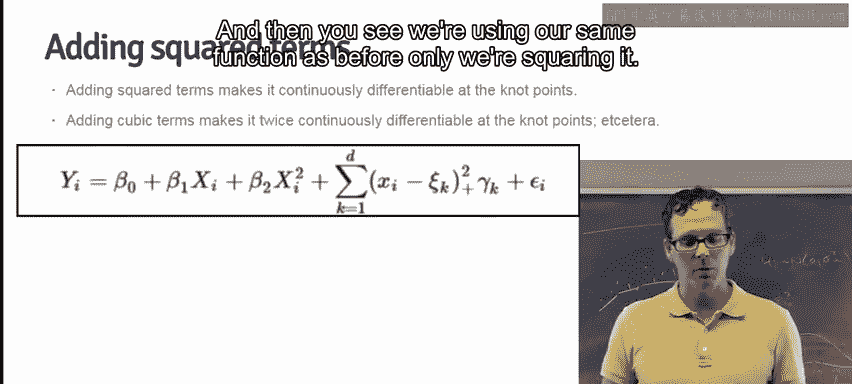 And then you see we're using our same
function as before only we're squaring it.
Adding squared terms
· Adding squared terms makes it continuously differentiable at the knot points.
· Adding cubic terms makes it twice continuously differentiable at the knot points; etcetera.
Y_i = β_0 + β_1 X_i + β_2 X_i^2 + ∑_{k=1}^{d} (x_i − ξ_k)_+^2 γ_k + ϵ_i